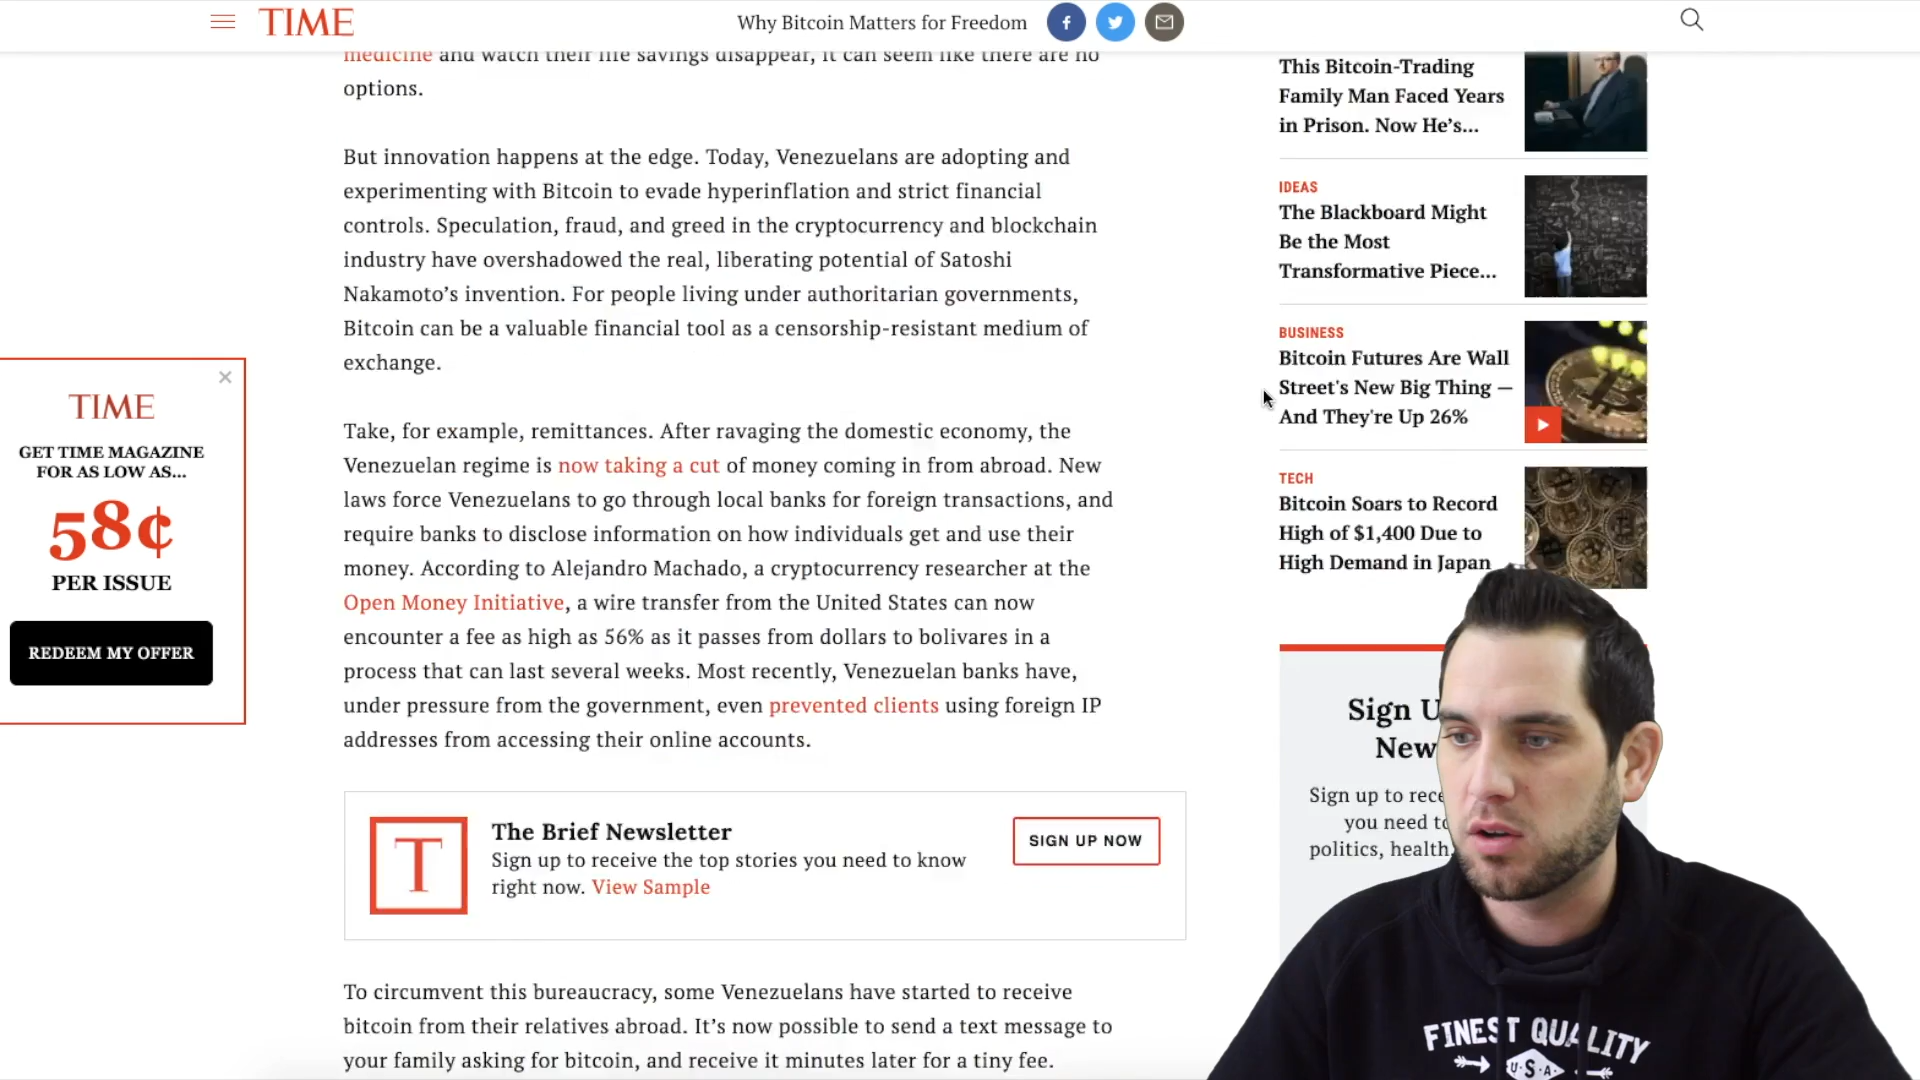 TIME
Why Bitcoin Matters for Freedom
medicine and watch their life savings disappear, it can seem like there are no
options.
But innovation happens at the edge. Today, Venezuelans are adopting and
experimenting with Bitcoin to evade hyperinflation and strict financial
controls. Speculation, fraud, and greed in the cryptocurrency and blockchain
industry have overshadowed the real, liberating potential of Satoshi
Nakamoto’s invention. For people living under authoritarian governments,
Bitcoin can be a valuable financial tool as a censorship-resistant medium of
exchange.
Take, for example, remittances. After ravaging the domestic economy, the
Venezuelan regime is now taking a cut of money coming in from abroad. New
laws force Venezuelans to go through local banks for foreign transactions, and
require banks to disclose information on how individuals get and use their
money. According to Alejandro Machado, a cryptocurrency researcher at the
Open Money Initiative, a wire transfer from the United States can now
encounter a fee as high as 56% as it passes from dollars to bolivares in a
process that can last several weeks. Most recently, Venezuelan banks have,
under pressure from the government, even prevented clients using foreign IP
addresses from accessing their online accounts.
T
The Brief Newsletter
Sign up to receive the top stories you need to know
right now. View Sample
SIGN UP NOW
To circumvent this bureaucracy, some Venezuelans have started to receive
bitcoin from their relatives abroad. It’s now possible to send a text message to
your family asking for bitcoin, and receive it minutes later for a tiny fee.
TIME
GET TIME MAGAZINE
FOR AS LOW AS...
58¢
PER ISSUE
REDEEM MY OFFER
This Bitcoin-Trading
Family Man Faced Years
in Prison. Now He’s...
IDEAS
The Blackboard Might
Be the Most
Transformative Piece...
BUSINESS
Bitcoin Futures Are Wall
Street's New Big Thing —
And They're Up 26%
TECH
Bitcoin Soars to Record
High of $1,400 Due to
High Demand in Japan
Sign U
New
Sign up to rece
you need to
politics, health
FINEST QUALITY
U·S·A